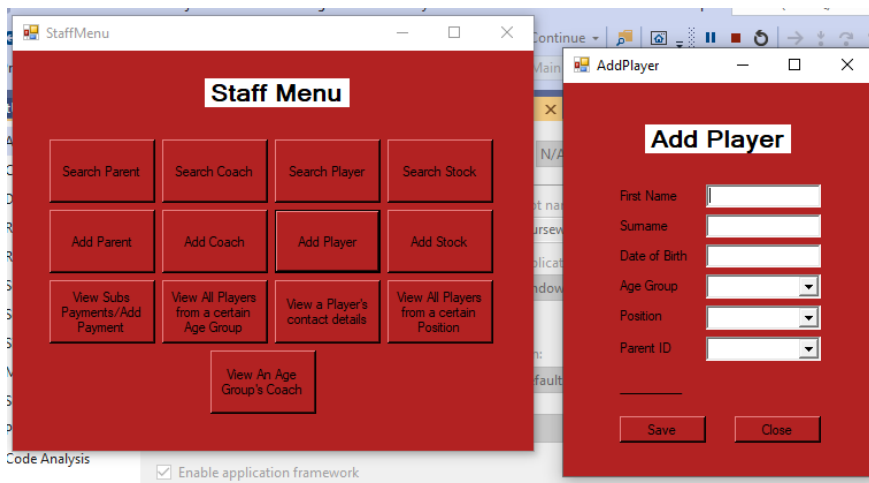 StaffMenu
Staff Menu
Search Parent
Search Coach
Search Player
Search Stock
Add Parent
Add Coach
Add Player
Add Stock
View Subs
Payments/Add
Payment
View All Players
from a certain
Age Group
View a Player's
contact details
View All Players
from a certain
Position
View An Age
Group's Coach
Continue
Main
N/A
AddPlayer
Add Player
First Name
Surname
Date of Birth
Age Group
Position
Parent ID
Save
Close
Code Analysis
Enable application framework